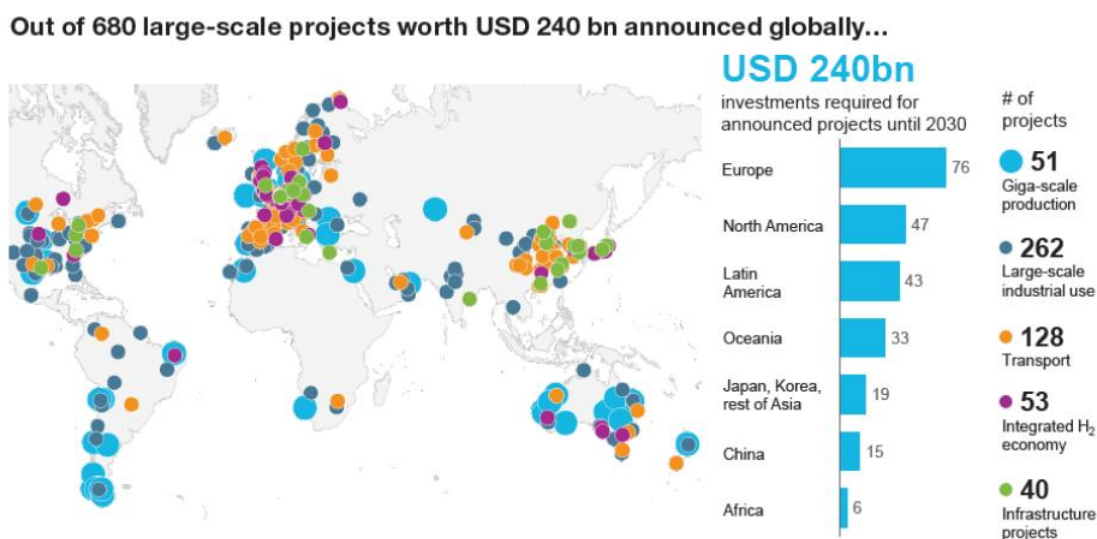 Out of 680 large-scale projects worth USD 240 bn announced globally...
USD 240bn
investments required for
announced projects until 2030
Europe
76
North America
47
Latin
America
43
Oceania
33
Japan, Korea,
rest of Asia
19
China
15
Africa
6
# of
projects
51
Giga-scale
production
262
Large-scale
industrial use
128
Transport
53
Integrated H₂
economy
40
Infrastructure
projects